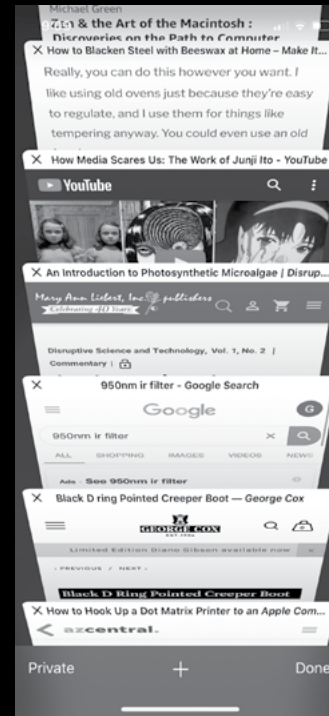 Michael Green
Zen & the Art of the Macintosh :
Discoveries on the Path to Computer
How to Blacken Steel with Beeswax at Home – Make It...
Really, you can do this however you want. I
like using old ovens just because they're easy
to regulate, and I use them for things like
tempering anyway. You could even use an old
How Media Scares Us: The Work of Junji Ito - YouTube
YouTube
An Introduction to Photosynthetic Microalgae | Disrup...
Mary Ann Liebert, Inc. publishers
Celebrating 40 Years
Disruptive Science and Technology, Vol. 1, No. 2 |
Commentary |
950nm ir filter - Google Search
Google
G
950nm ir filter
ALL SHOPPING IMAGES VIDEOS NEWS
Ads · See 950nm ir filter
Black D ring Pointed Creeper Boot — George Cox
GEORGE COX
EST 1906
Limited Edition Diano Gibson available now
‹ PREVIOUS / NEXT ›
Black D Ring Pointed Creeper Boot
How to Hook Up a Dot Matrix Printer to an Apple Com...
azcentral.
Private
Done